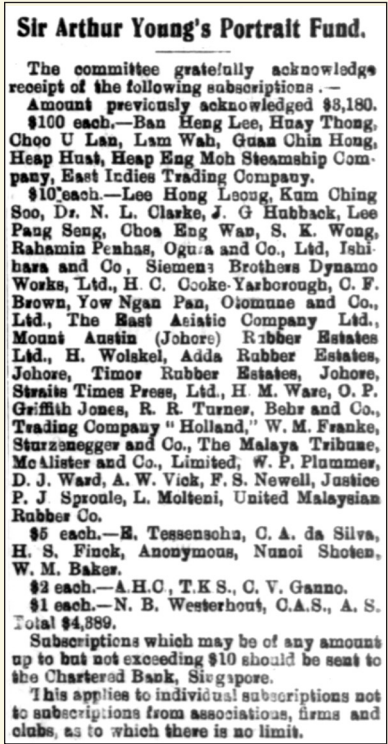 Sir Arthur Young's Portrait Fund.
The committee gratefully acknowledge
receipt of the following subscriptions.—
Amount previously acknowledged $3,180.
$100 each.—Ban Heng Lee, Huay Thong,
Choo U Lan, Lam Wah, Guan Chin Hong,
Heap Huat, Heap Eng Moh Steamship Com-
pany, East Indies Trading Company.
$10 each.—Lee Hong Leong, Kum Ching
Soo, Dr. N. L. Clarke, J. G Hubback, Lee
Pang Seng, Choa Eng Wan, S. K. Wong,
Rahamin Penhas, Ogura and Co., Ltd, Ishi-
hara and Co, Siemens Brothers Dynamo
Works, Ltd., H. C. Cooke-Yarborough, C. F.
Brown, Yow Ngan Pan, Otomune and Co.,
Ltd., The East Asiatic Company Ltd.,
Mount Austin (Johore) Rubber Estates
Ltd., H. Wolskel, Adda Rubber Estates,
Johore, Timor Rubber Estates, Johore,
Straits Times Press, Ltd., H. M. Ware, O. P.
Griffith Jones, R. R. Turner, Behr and Co.,
Trading Company "Holland," W. M. Franke,
Sturzenegger and Co., The Malaya Tribune,
McAlister and Co., Limited, W. P. Plummer,
D. J. Ward, A. W. Vick, F. S. Newell, Justice
P. J Sproule, L. Molteni, United Malaysian
Rubber Co.
$5 each.—E. Tessensohn, C. A. da Silva,
H. S. Finck, Anonymous, Nanoi Shoten,
W. M. Baker.
$2 each.—A.H.C, T.K S., C. V. Ganno.
$1 each.—N. B. Westerhout, C.A.S., A. S.
Total $4,389.
Subscriptions which may be of any amount
up to but not exceeding $10 should be sent to
the Chartered Bank, Singapore.
This applies to individual subscriptions not
to subscriptions from associations, firms and
clubs, as to which there is no limit.